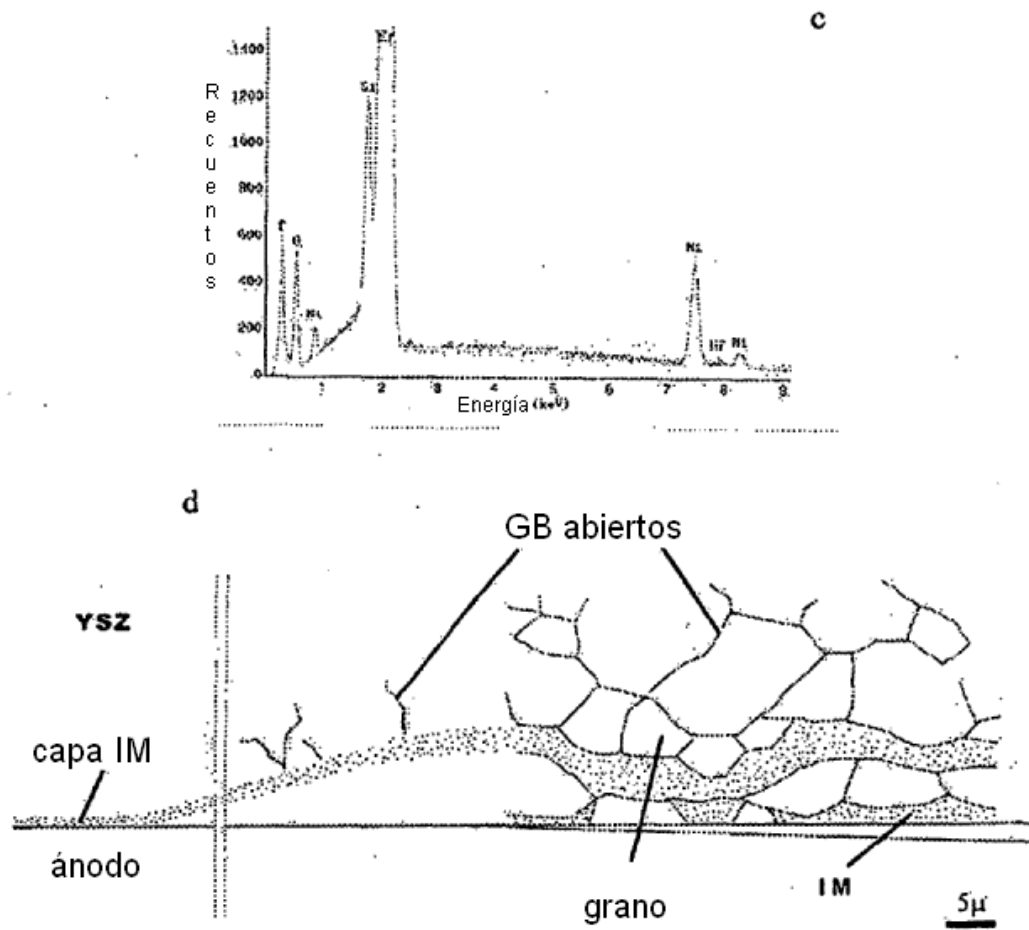 c
Recuentos
1400
1200
1000
800
600
400
200
0
Si
Zr
Ni
Ni
Hf
Ni
1
2
3
4
5
6
7
8
9
Energía (keV)
d
GB abiertos
YSZ
capa IM
ánodo
grano
IM
5µ